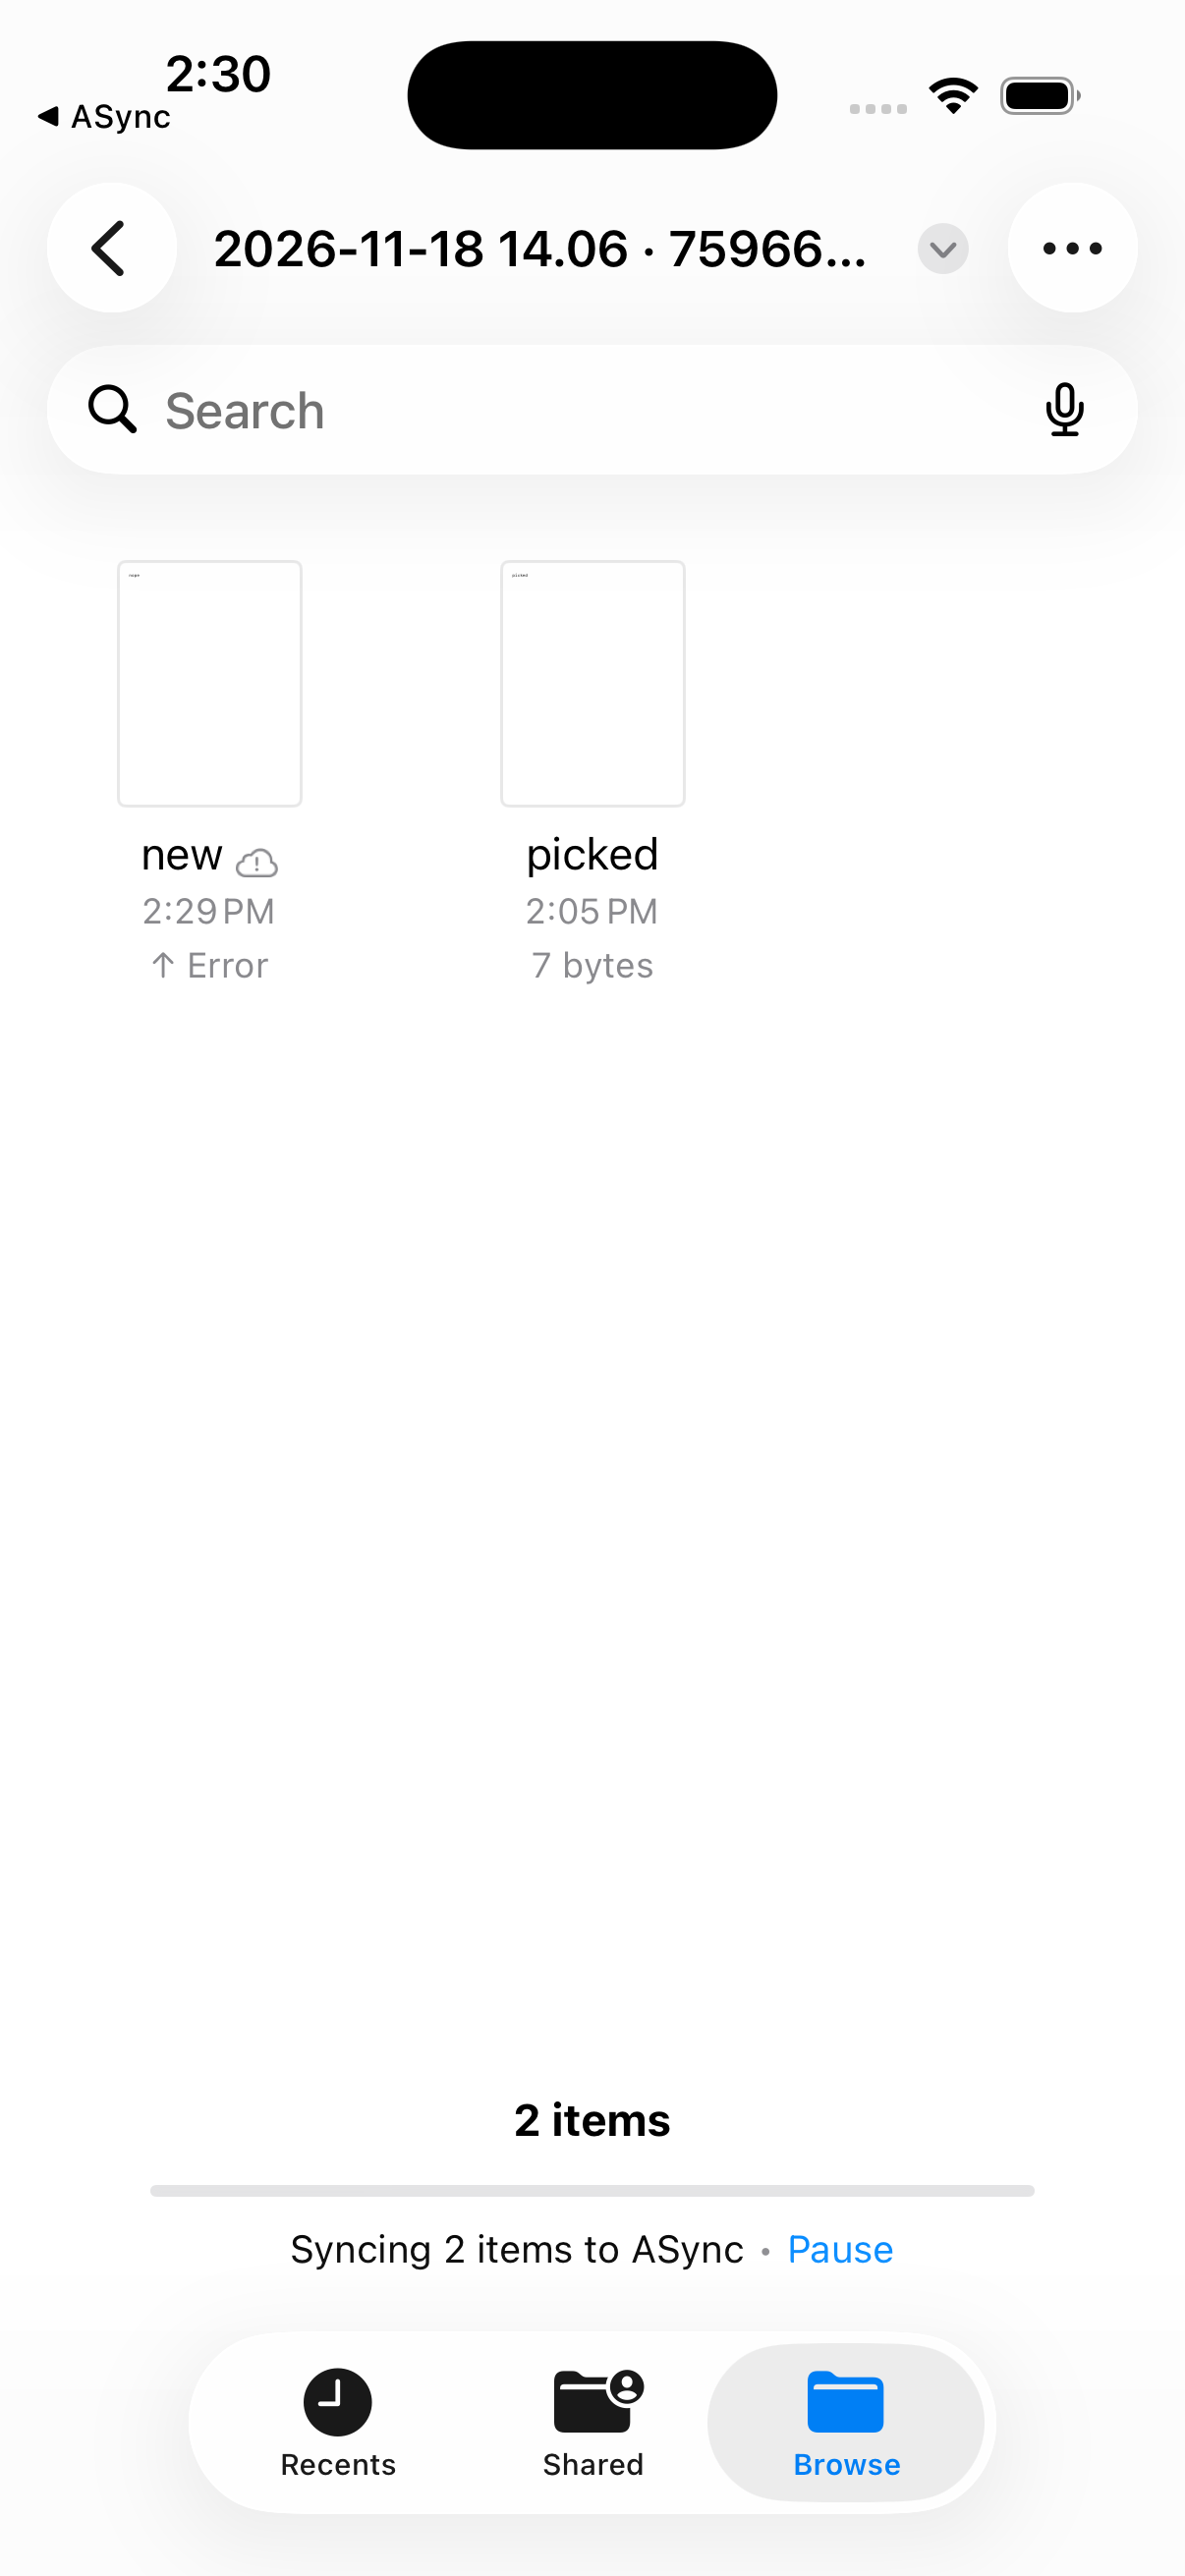 2:30
◀ ASync
2026-11-18 14.06 · 75966...
Search
picked
new
picked
2:29 PM
2:05 PM
↑ Error
7 bytes
2 items
Syncing 2 items to ASync • Pause
Recents
Shared
Browse